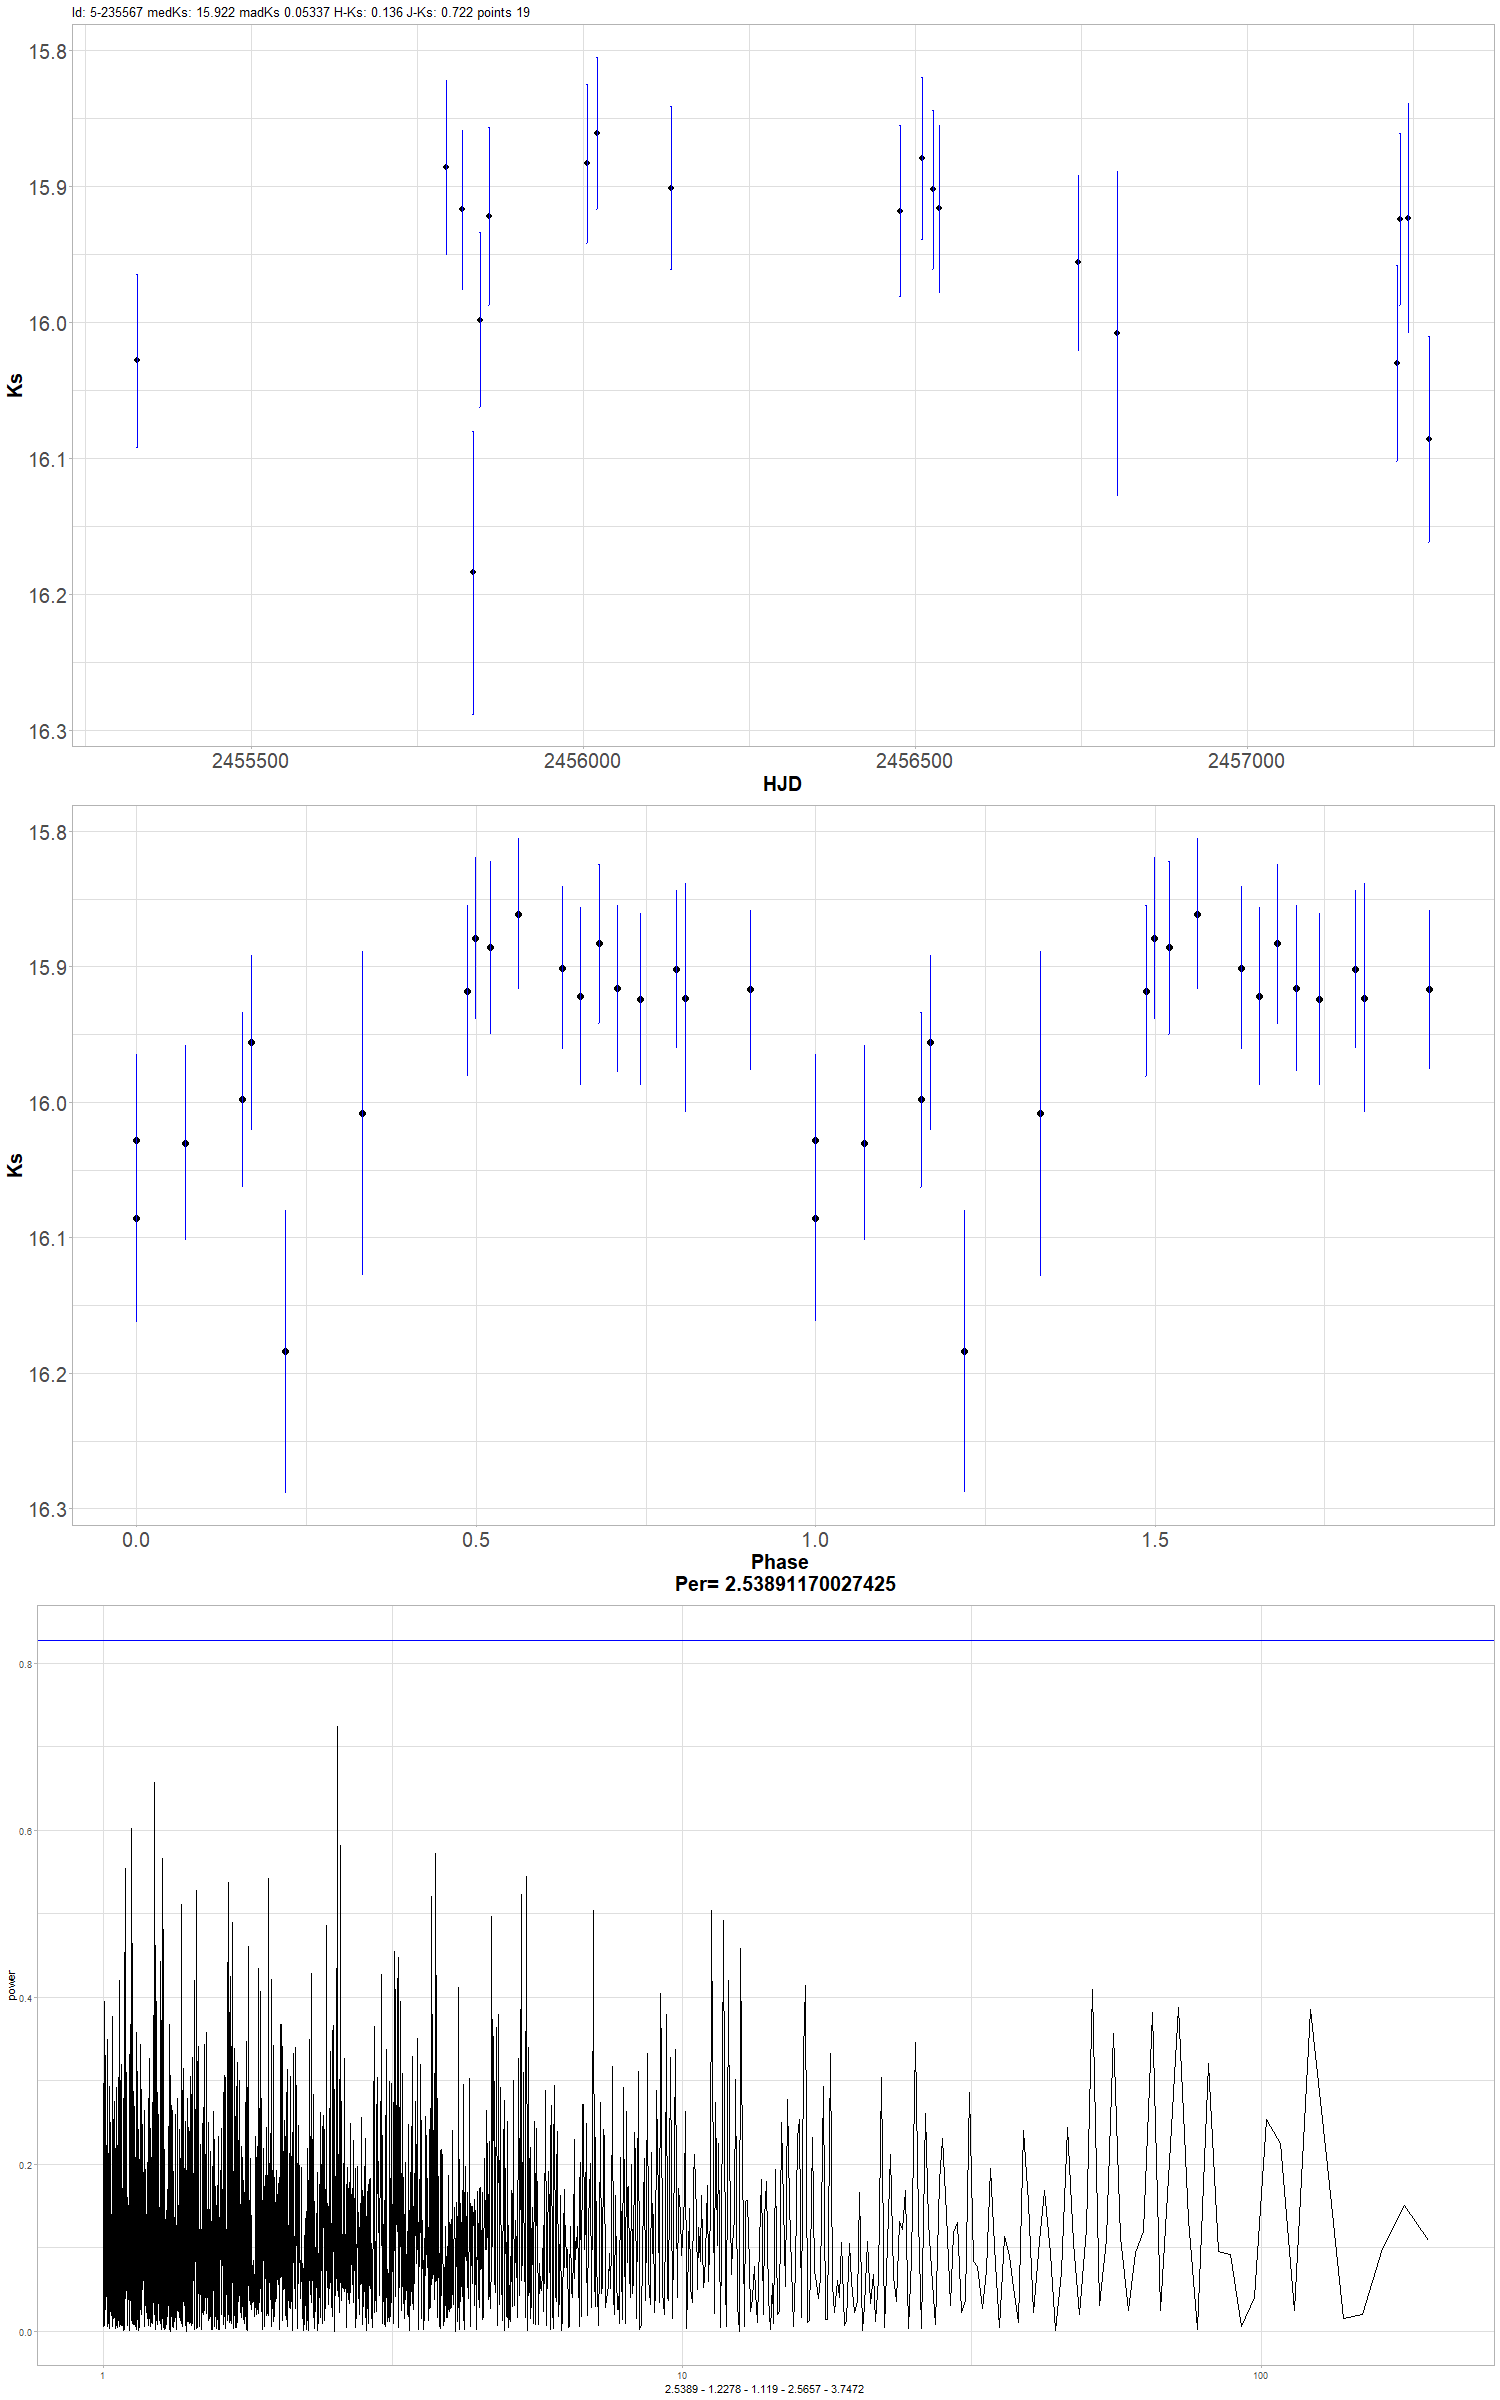 Id: 5-235567 medKs: 15.922 madKs 0.05337 H-Ks: 0.136 J-Ks: 0.722 points 19
15.8
15.9
16.0
16.1
16.2
16.3
Ks
2455500 2456000 2456500 2457000
HJD
15.8
15.9
16.0
16.1
16.2
16.3
Ks
0.0 0.5 1.0 1.5
Phase
Per= 2.53891170027425
0.8
0.6
0.4
0.2
0.0
power
1 10 100
2.5389 - 1.2278 - 1.119 - 2.5657 - 3.7472